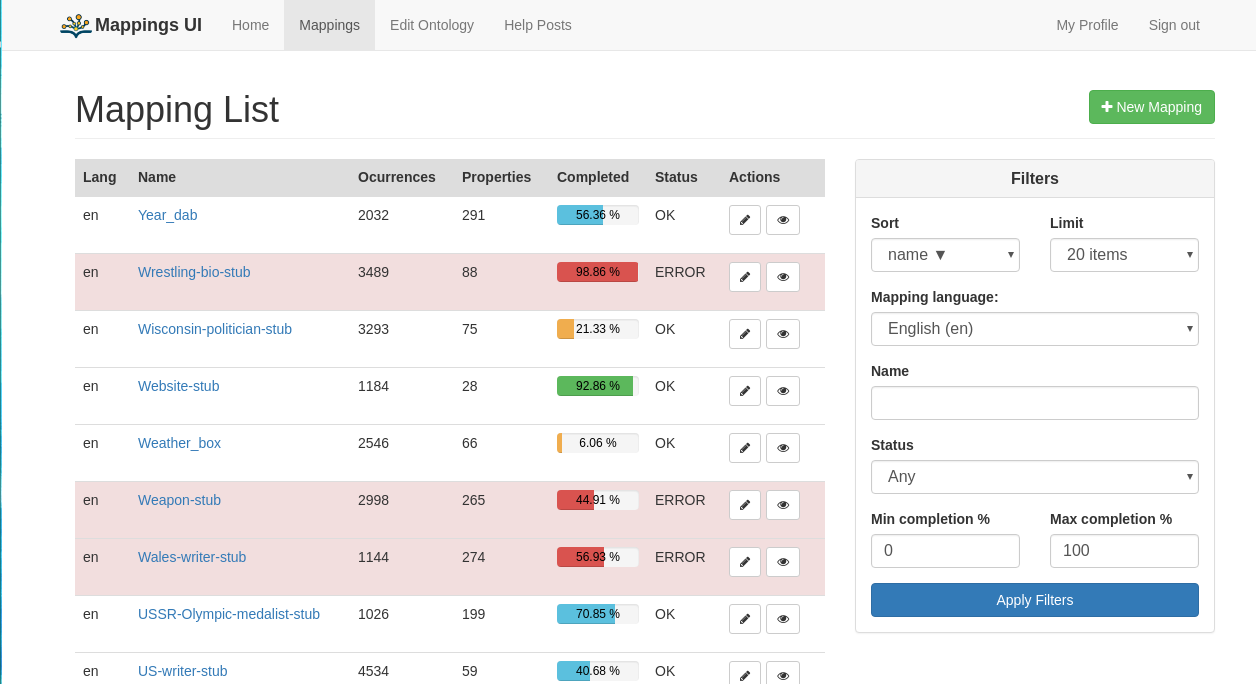 Mappings UI Home Mappings Edit Ontology Help Posts My Profile Sign out
Mapping List
New Mapping
Lang Name Ocurrences Properties Completed Status Actions
en Year_dab 2032 291 56.36 % OK
en Wrestling-bio-stub 3489 88 98.86 % ERROR
en Wisconsin-politician-stub 3293 75 21.33 % OK
en Website-stub 1184 28 92.86 % OK
en Weather_box 2546 66 6.06 % OK
en Weapon-stub 2998 265 44.91 % ERROR
en Wales-writer-stub 1144 274 56.93 % ERROR
en USSR-Olympic-medalist-stub 1026 199 70.85 % OK
en US-writer-stub 4534 59 40.68 % OK
Filters
Sort Limit
name ▼ 20 items
Mapping language:
English (en)
Name
Status
Any
Min completion % Max completion %
0 100
Apply Filters